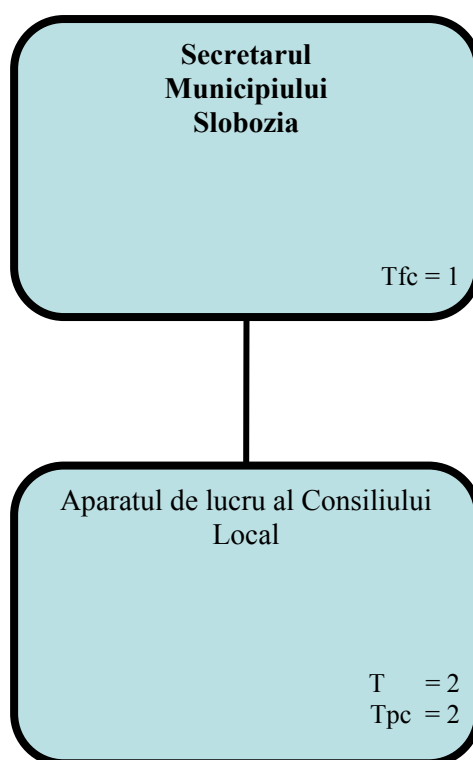 Secretarul
Municipiului
Slobozia
Tfc = 1
Aparatul de lucru al Consiliului
Local
T = 2
Tpc = 2